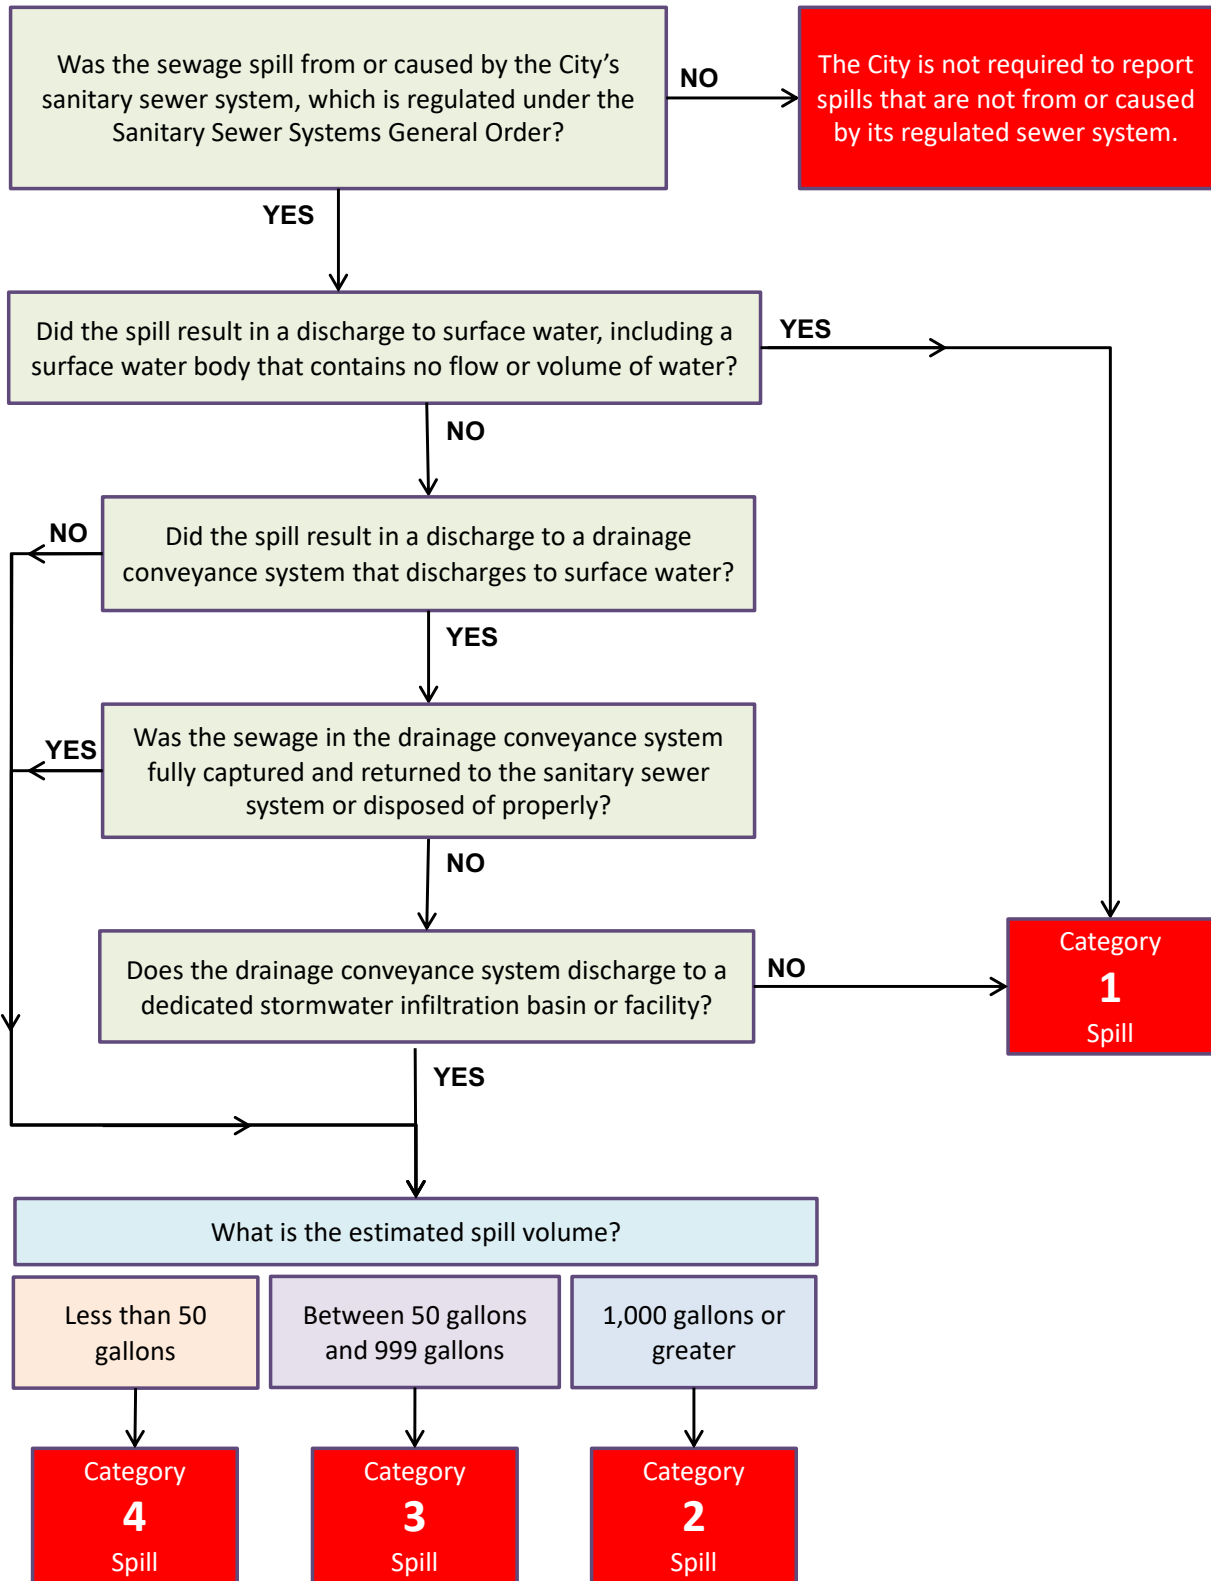 Was the sewage spill from or caused by the City’s
sanitary sewer system, which is regulated under the
Sanitary Sewer Systems General Order?
NO
The City is not required to report
spills that are not from or caused
by its regulated sewer system.
YES
Did the spill result in a discharge to surface water, including a
surface water body that contains no flow or volume of water?
YES
NO
Did the spill result in a discharge to a drainage
conveyance system that discharges to surface water?
NO
YES
Was the sewage in the drainage conveyance system
fully captured and returned to the sanitary sewer
system or disposed of properly?
YES
NO
Does the drainage conveyance system discharge to a
dedicated stormwater infiltration basin or facility?
NO
Category
1
Spill
YES
What is the estimated spill volume?
Less than 50
gallons
Between 50 gallons
and 999 gallons
1,000 gallons or
greater
Category
4
Spill
Category
3
Spill
Category
2
Spill